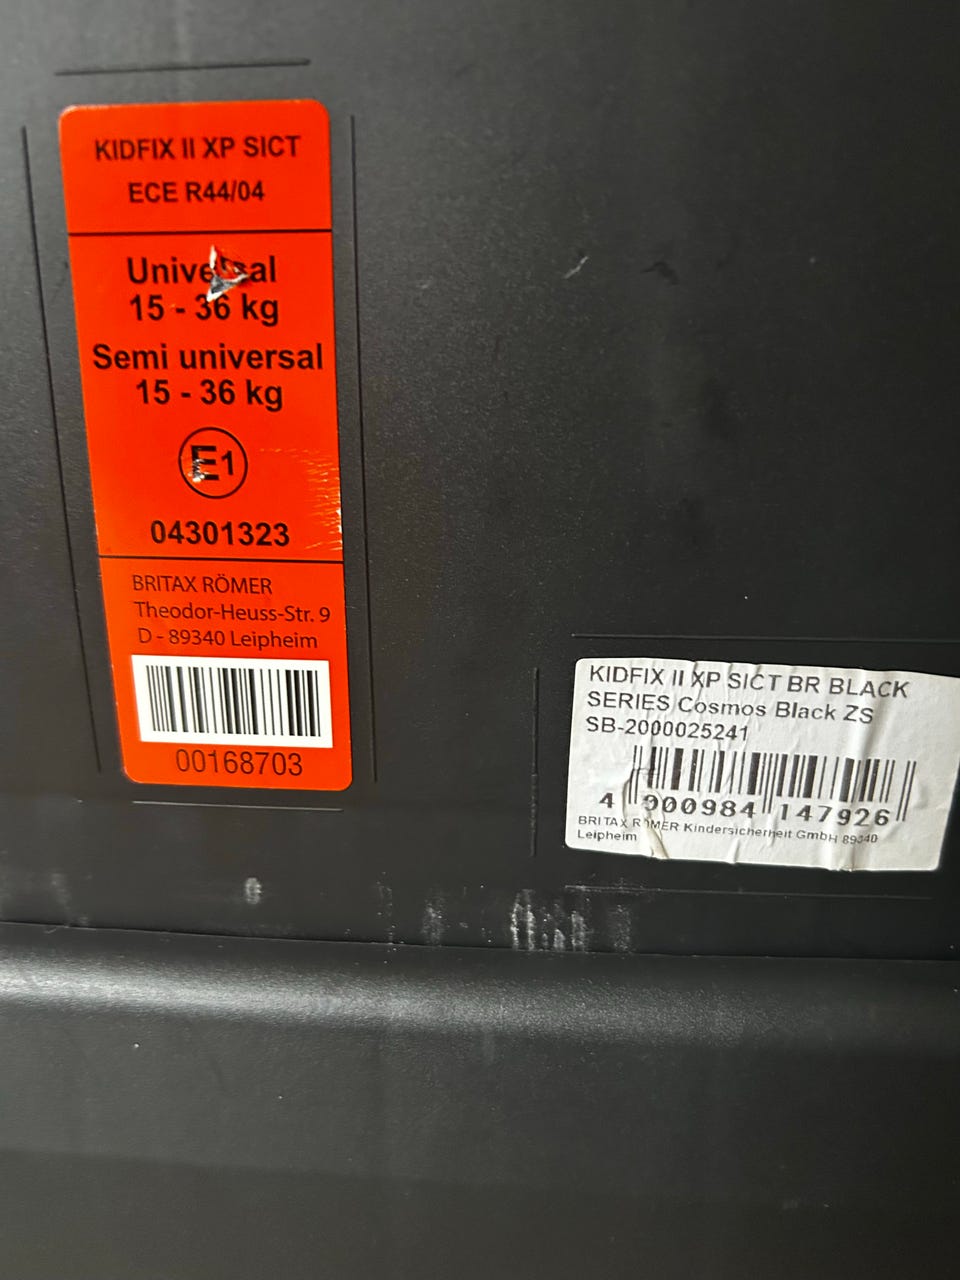 KIDFIX II XP SICT
ECE R44/04
Universal
15 - 36 kg
Semi universal
15 - 36 kg
E1
04301323
BRITAX RÖMER
Theodor-Heuss-Str. 9
D - 89340 Leipheim
00168703
KIDFIX II XP SICT BR BLACK
SERIES Cosmos Black ZS
SB-2000025241
4 000984 147926
BRITAX RÖMER Kindersicherheit GmbH 89340
Leipheim